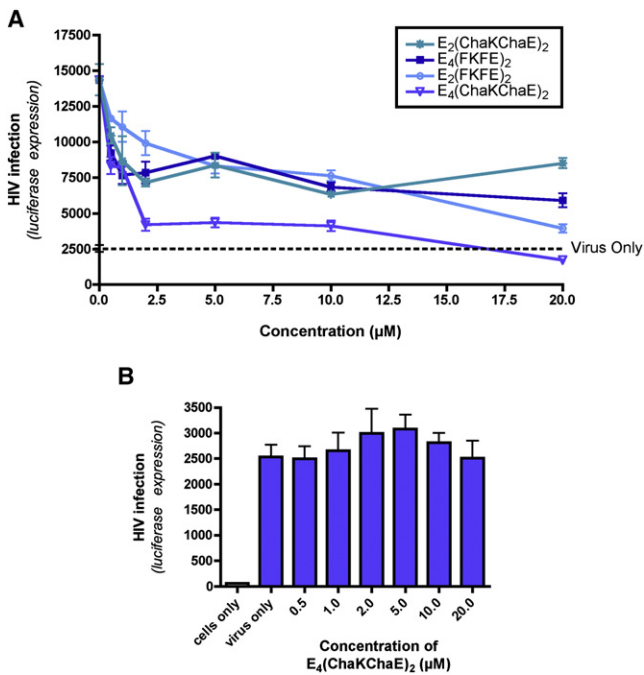 A
E₂(ChaKChaE)₂
E₄(FKFE)₂
E₂(FKFE)₂
E₄(ChaKChaE)₂
17500
15000
12500
10000
7500
5000
2500
0
HIV infection
(luciferase expression)
Virus Only
0.0 2.5 5.0 7.5 10.0 12.5 15.0 17.5 20.0
Concentration (µM)
B
3500
3000
2500
2000
1500
1000
500
0
HIV infection
(luciferase expression)
cells only virus only 0.5 1.0 2.0 5.0 10.0 20.0
Concentration of
E₄(ChaKChaE)₂ (µM)